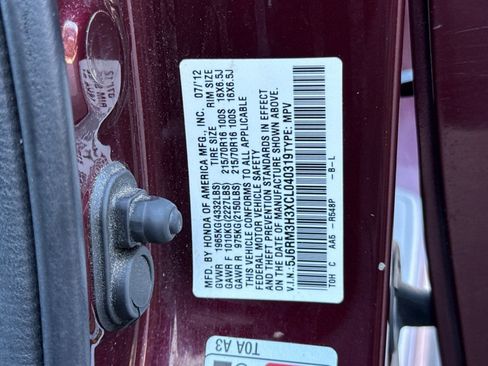 MFD. BY HONDA OF AMERICA MFG., INC. 07/12
TIRE SIZE RIM SIZE
GVWR 1965KG(4332LBS)
GAWR F 1010KG(2227LBS) 215/70R16 100S 16X6.5J
GAWR R 975KG(2150LBS) 215/70R16 100S 16X6.5J
THIS VEHICLE CONFORMS TO ALL APPLICABLE
FEDERAL MOTOR VEHICLE SAFETY
AND THEFT PREVENTION STANDARDS IN EFFECT
ON THE DATE OF MANUFACTURE SHOWN ABOVE.
V.I.N.: 5J6RM3H3XCL040319 TYPE: MPV
T0H C AA5 R548P -B-L
T0A A3